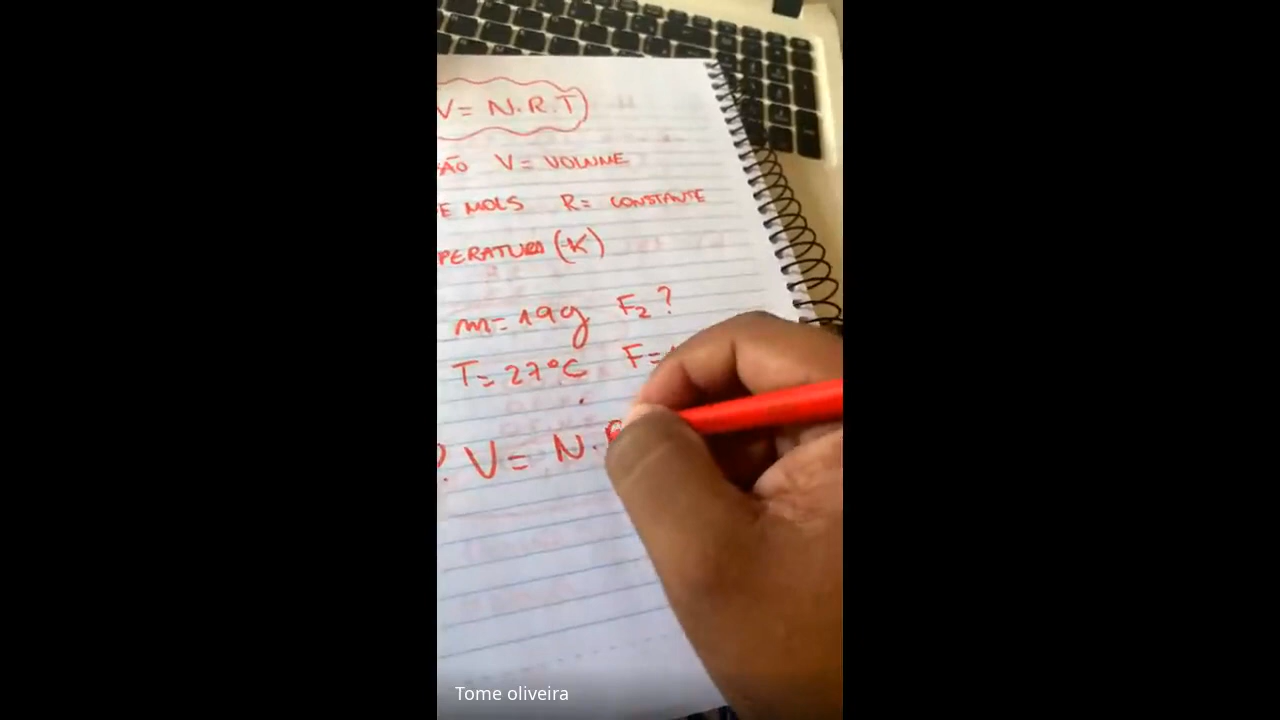 V= N.R.T
ÃO V= VOLUME
E MOLS R= CONSTANTE
PERATURA (K)
m= 19g F2?
T= 27°C F=
. V= N.R
Tome oliveira